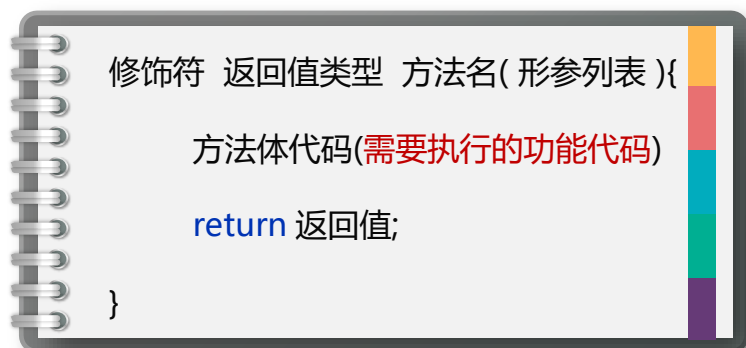 修饰符 返回值类型 方法名( 形参列表 ){
方法体代码(需要执行的功能代码)
return 返回值;
}